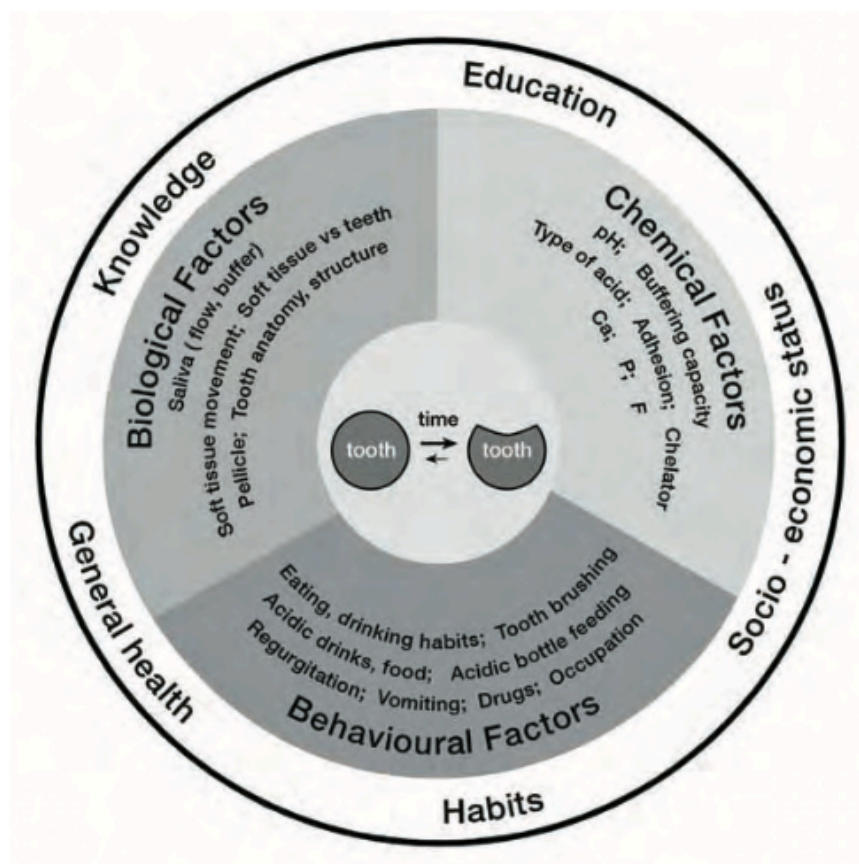 Education
Knowledge
Socio - economic status
General health
Habits
Biological Factors
Saliva ( flow, buffer)
Soft tissue movement; Soft tissue vs teeth
Pellicle; Tooth anatomy, structure
Chemical Factors
pH; Buffering capacity
Type of acid; Adhesion; Chelator
Ca; P; F
time
tooth
tooth
Eating, drinking habits; Tooth brushing
Acidic drinks, food; Acidic bottle feeding
Regurgitation; Vomiting; Drugs; Occupation
Behavioural Factors